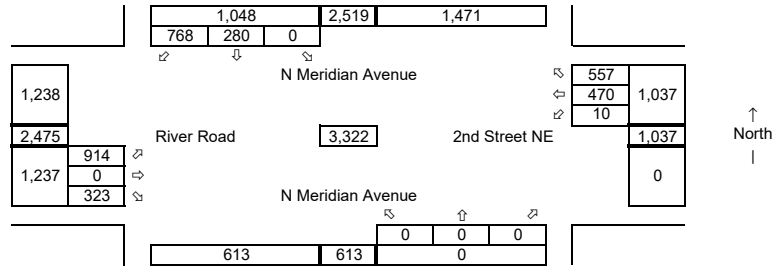 1,048 2,519 1,471
768 280 0
⬃ ⇩ ⬂
N Meridian Avenue
⬁ 557
1,238 ⇦ 470 1,037
⬃ 10 ↑
2,475 River Road 3,322 2nd Street NE 1,037 North
914 ⬀ |
1,237 0 ⇨ 0
323 ⬂ N Meridian Avenue
⬁ ⇧ ⬀
0 0 0
613 613 0